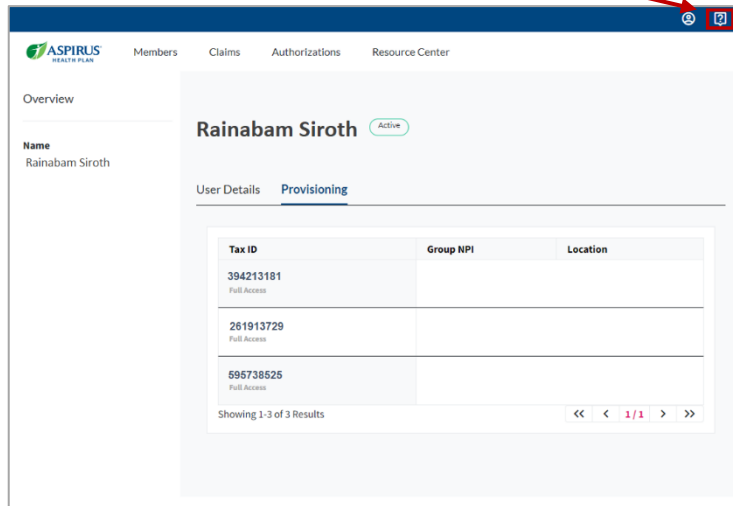 ASPIRUS
HEALTH PLAN
Members Claims Authorizations Resource Center
Overview
Name
Rainabam Siroth
Rainabam Siroth Active
User Details Provisioning
Tax ID Group NPI Location
394213181
Full Access
261913729
Full Access
595738525
Full Access
Showing 1-3 of 3 Results << < 1/1 > >>